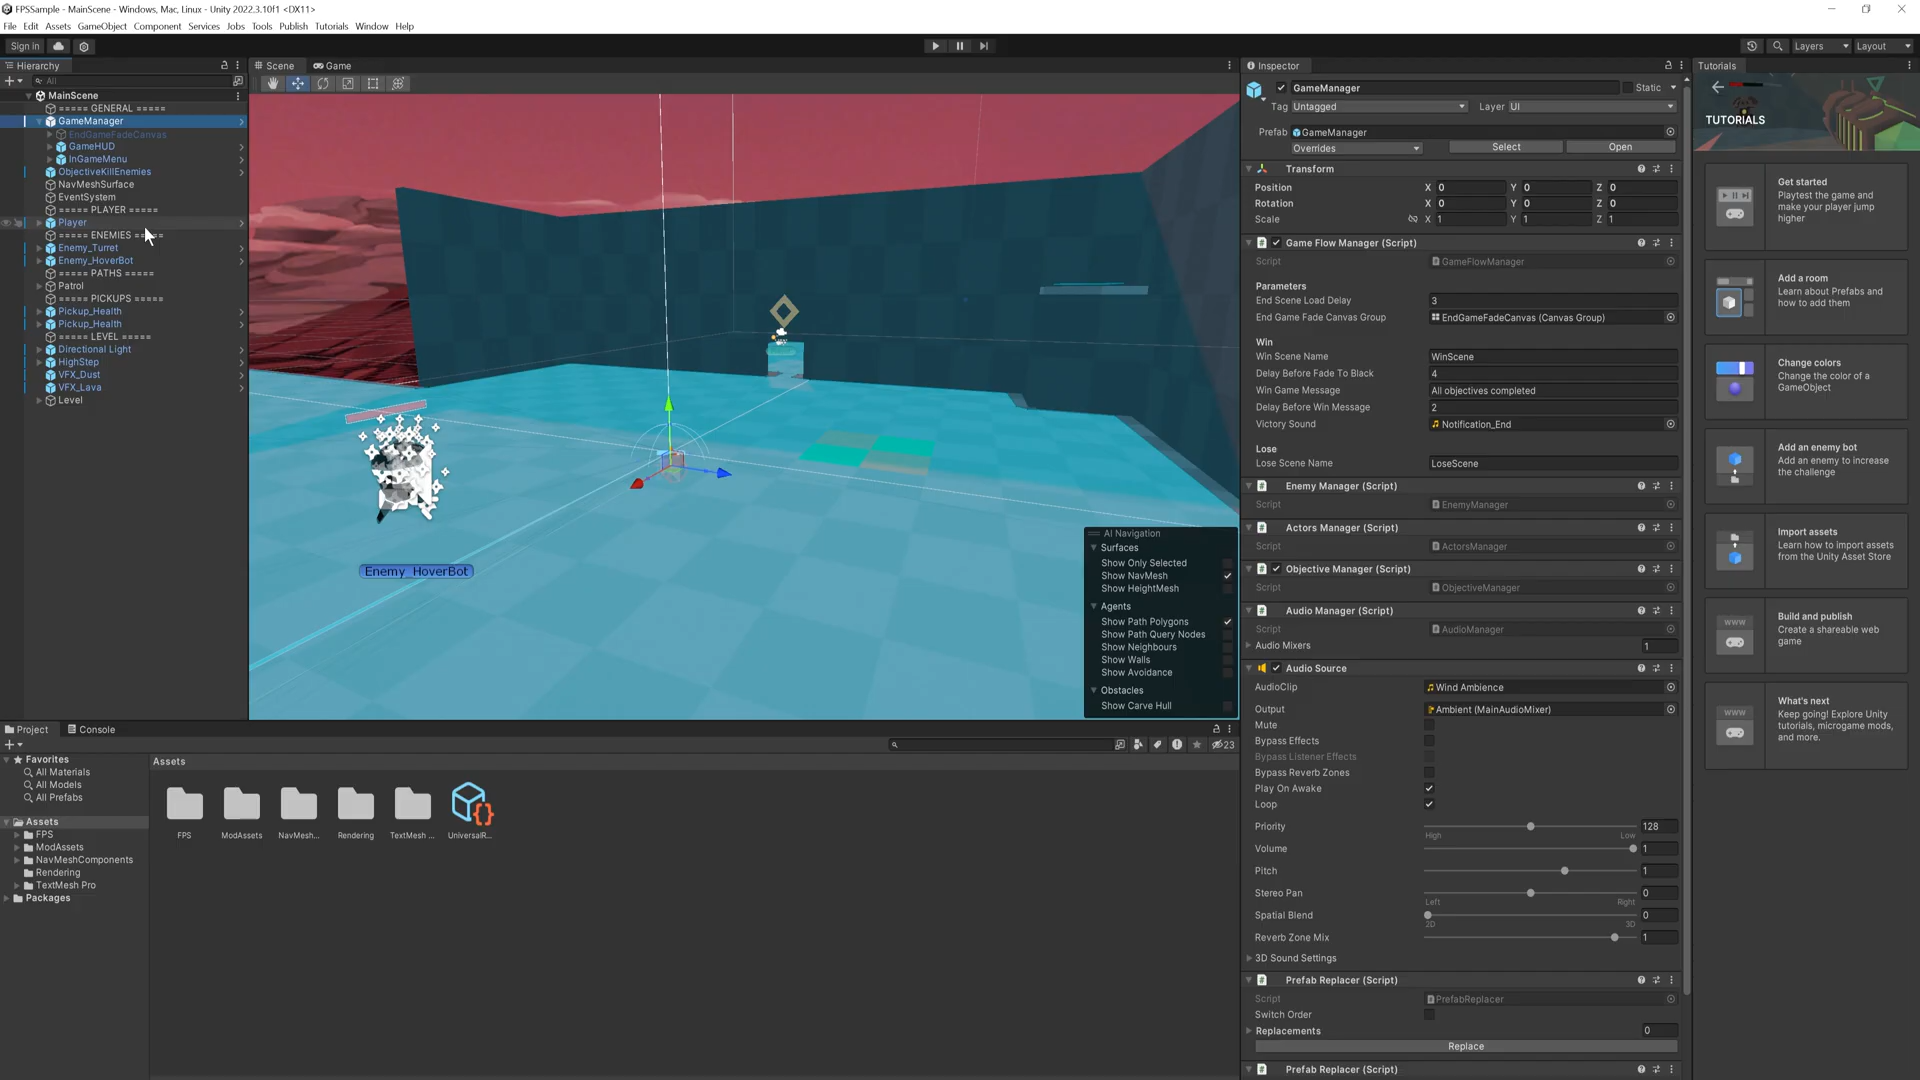 FPSSample - MainScene - Windows, Mac, Linux - Unity 2022.3.10f1 <DX11>
File Edit Assets GameObject Component Services Jobs Tools Publish Tutorials Window Help
Sign in
Layers
Layout
Hierarchy
All
MainScene
===== GENERAL =====
GameManager
EndGameFadeCanvas
GameHUD
InGameMenu
ObjectiveKillEnemies
NavMeshSurface
EventSystem
===== PLAYER =====
Player
===== ENEMIES =====
Enemy_Turret
Enemy_HoverBot
===== PATHS =====
Patrol
===== PICKUPS =====
Pickup_Health
Pickup_Health
===== LEVEL =====
Directional Light
HighStep
VFX_Dust
VFX_Lava
Level
Scene Game
Enemy_HoverBot
AI Navigation
Surfaces
Show Only Selected
Show NavMesh
Show HeightMesh
Agents
Show Path Polygons
Show Path Query Nodes
Show Neighbours
Show Walls
Show Avoidance
Obstacles
Show Carve Hull
Inspector
GameManager Static
Tag Untagged Layer UI
Prefab GameManager
Overrides Select Open
Transform
Position X 0 Y 0 Z 0
Rotation X 0 Y 0 Z 0
Scale X 1 Y 1 Z 1
Game Flow Manager (Script)
Script GameFlowManager
Parameters
End Scene Load Delay 3
End Game Fade Canvas Group EndGameFadeCanvas (Canvas Group)
Win
Win Scene Name WinScene
Delay Before Fade To Black 4
Win Game Message All objectives completed
Delay Before Win Message 2
Victory Sound Notification_End
Lose
Lose Scene Name LoseScene
Enemy Manager (Script)
Script EnemyManager
Actors Manager (Script)
Script ActorsManager
Objective Manager (Script)
Script ObjectiveManager
Audio Manager (Script)
Script AudioManager
Audio Mixers 1
Audio Source
AudioClip Wind Ambience
Output Ambient (MainAudioMixer)
Mute
Bypass Effects
Bypass Listener Effects
Bypass Reverb Zones
Play On Awake
Loop
Priority 128
High Low
Volume 1
Pitch 1
Stereo Pan 0
Left Right
Spatial Blend 0
2D 3D
Reverb Zone Mix 1
3D Sound Settings
Prefab Replacer (Script)
Script PrefabReplacer
Switch Order
Replacements 0
Replace
Prefab Replacer (Script)
Tutorials
TUTORIALS
Get started
Playtest the game and
make your player jump
higher
Add a room
Learn about Prefabs and
how to add them
Change colors
Change the color of a
GameObject
Add an enemy bot
Add an enemy to increase
the challenge
Import assets
Learn how to import assets
from the Unity Asset Store
WWW
Build and publish
Create a shareable web
game
WWW
What's next
Keep going! Explore Unity
tutorials, microgame mods,
and more.
Project Console
23
Favorites
All Materials
All Models
All Prefabs
Assets
FPS
ModAssets
NavMeshComponents
Rendering
TextMesh Pro
Packages
Assets
FPS ModAssets NavMesh... Rendering TextMesh ... UniversalR...